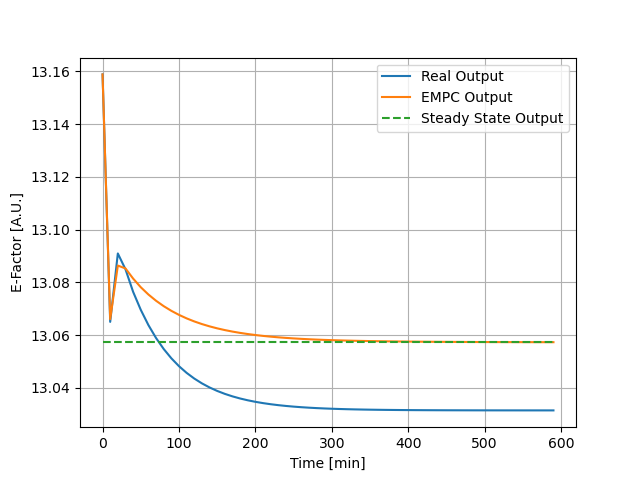 Real Output
EMPC Output
Steady State Output
13.16
13.14
13.12
13.10
13.08
13.06
13.04
E-Factor [A.U.]
0 100 200 300 400 500 600
Time [min]